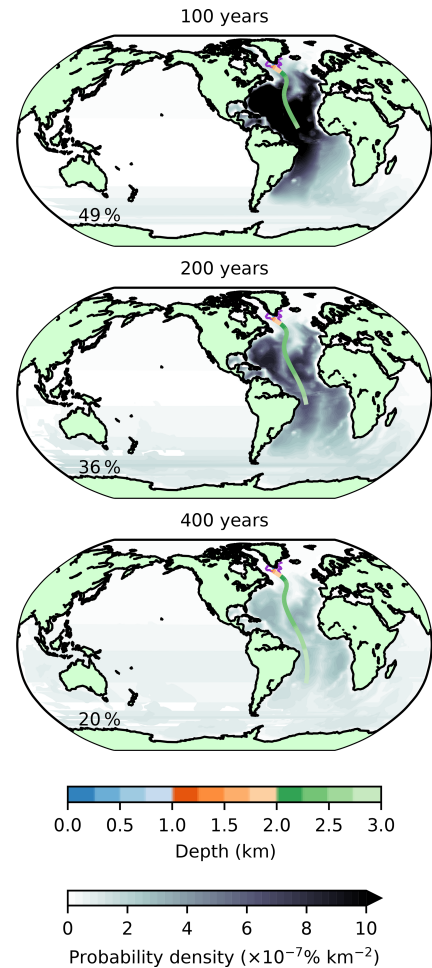 100 years
49 %
200 years
36 %
400 years
20 %
0.0 0.5 1.0 1.5 2.0 2.5 3.0
Depth (km)
0 2 4 6 8 10
Probability density (×10⁻⁷% km⁻²)